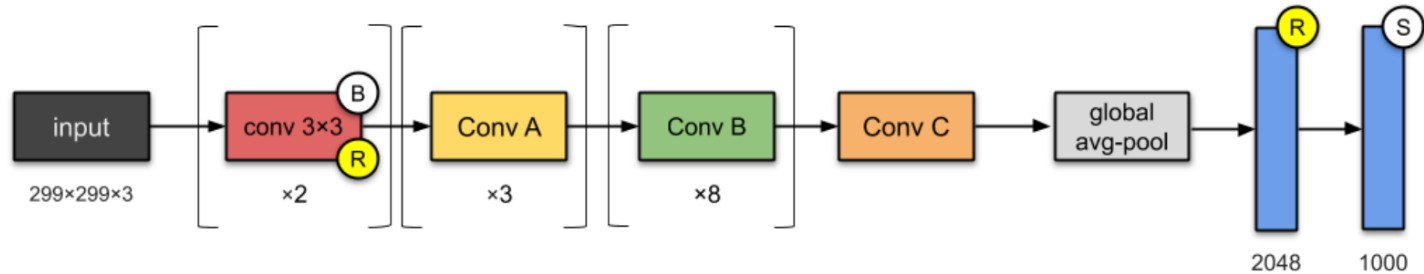 input
299×299×3
conv 3×3
B
R
×2
Conv A
×3
Conv B
×8
Conv C
global
avg-pool
R
2048
S
1000